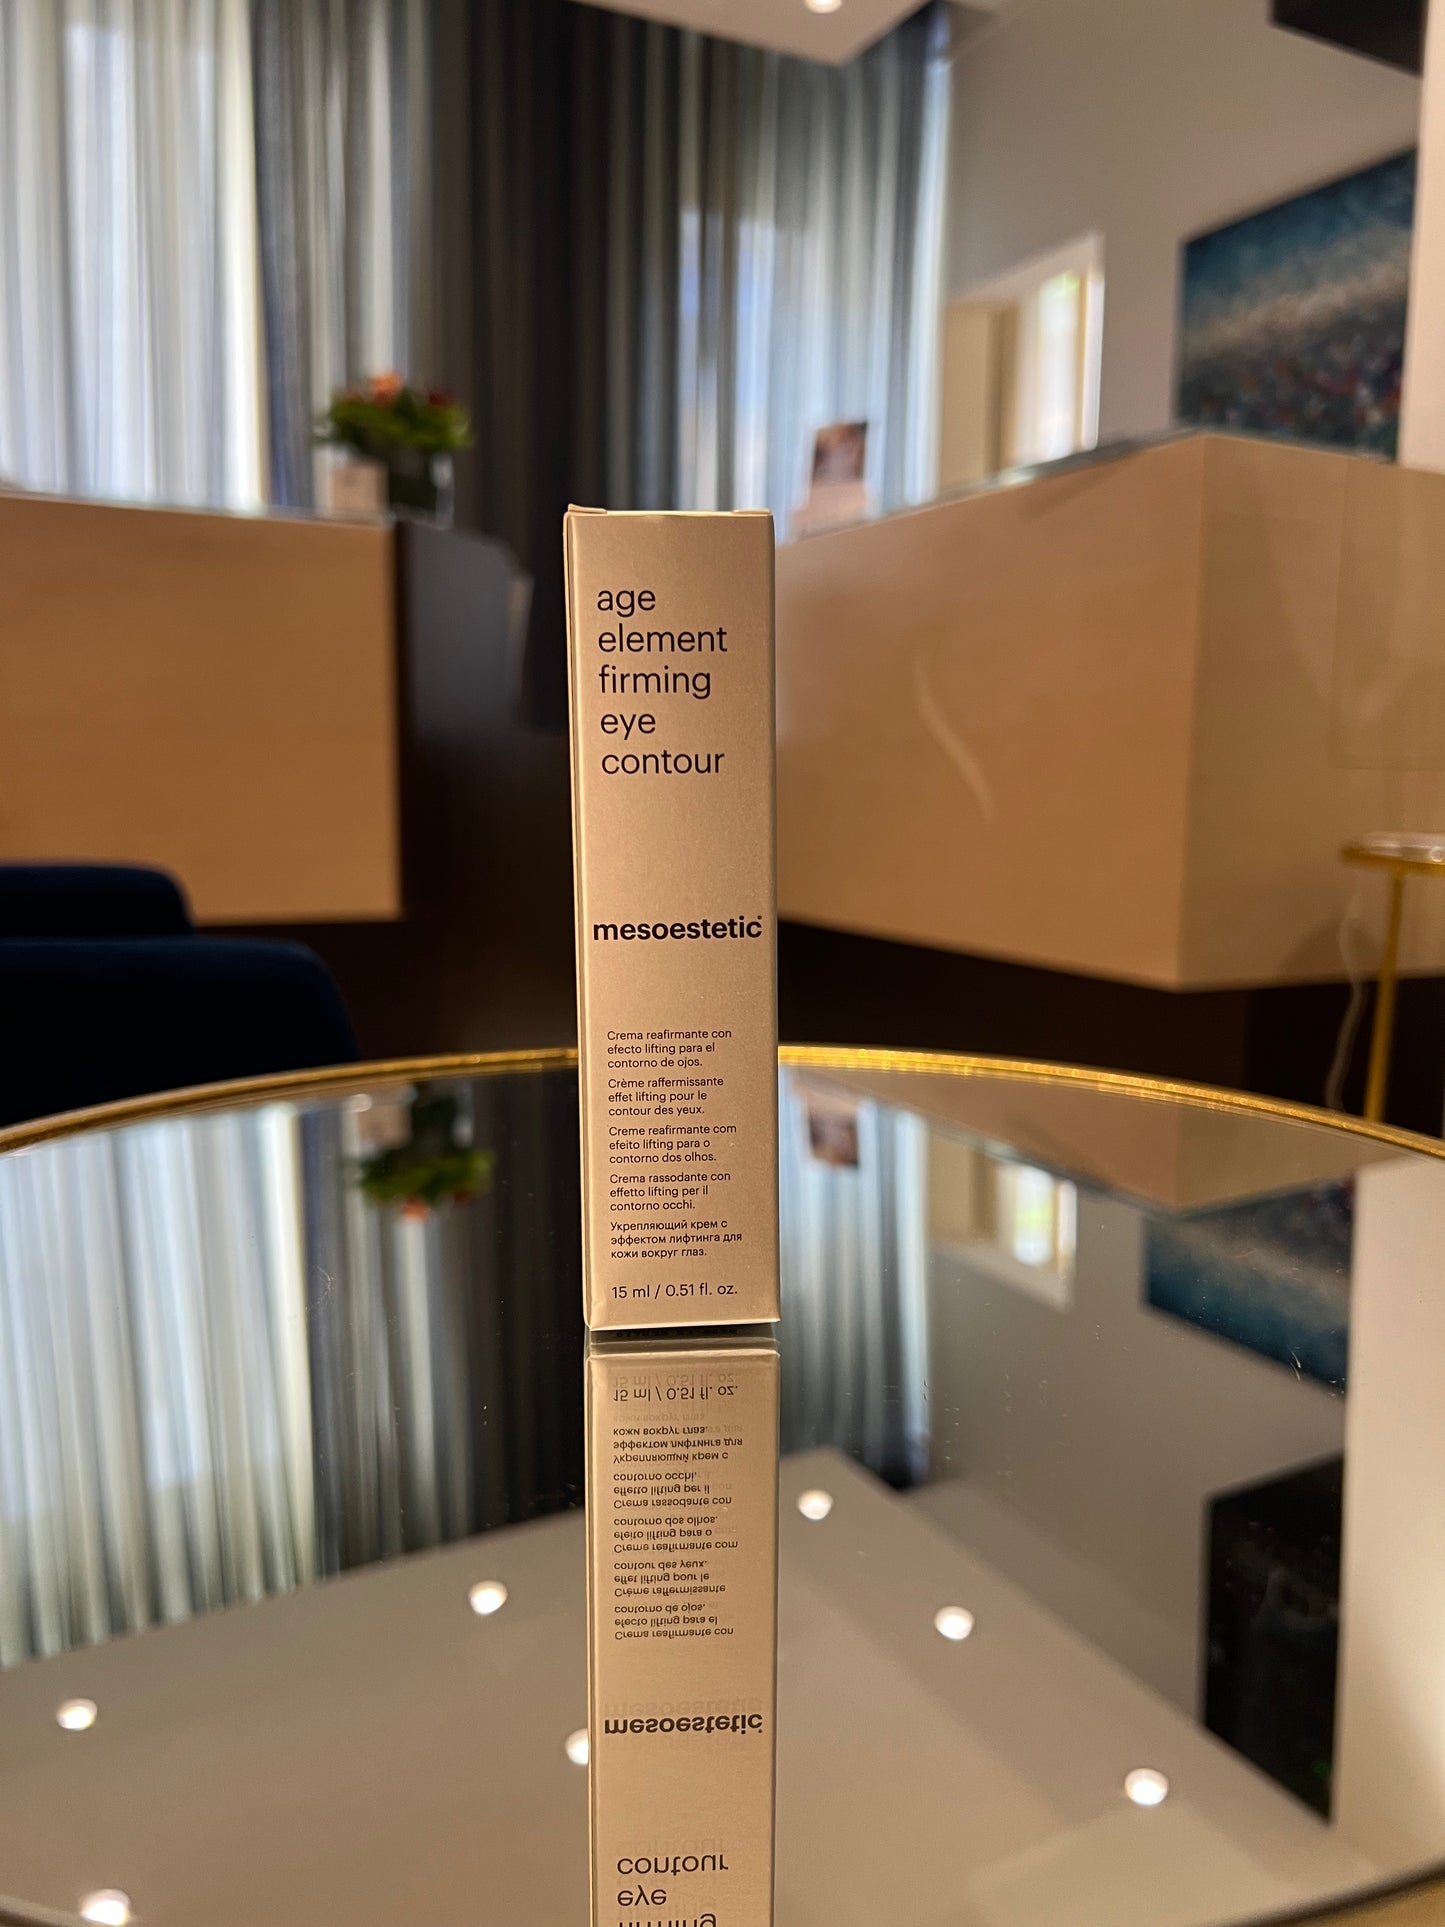 age
element
firming
eye
contour
mesoestetic
Crema reafirmante con
efecto lifting para el
contorno de ojos.
Crème raffermissante
effet lifting pour le
contour des yeux.
Creme reafirmante com
efeito lifting para o
contorno dos olhos.
Crema rassodante con
effetto lifting per il
contorno occhi.
Укрепляющий крем с
эффектом лифтинга для
кожи вокруг глаз.
15 ml / 0.51 fl. oz.